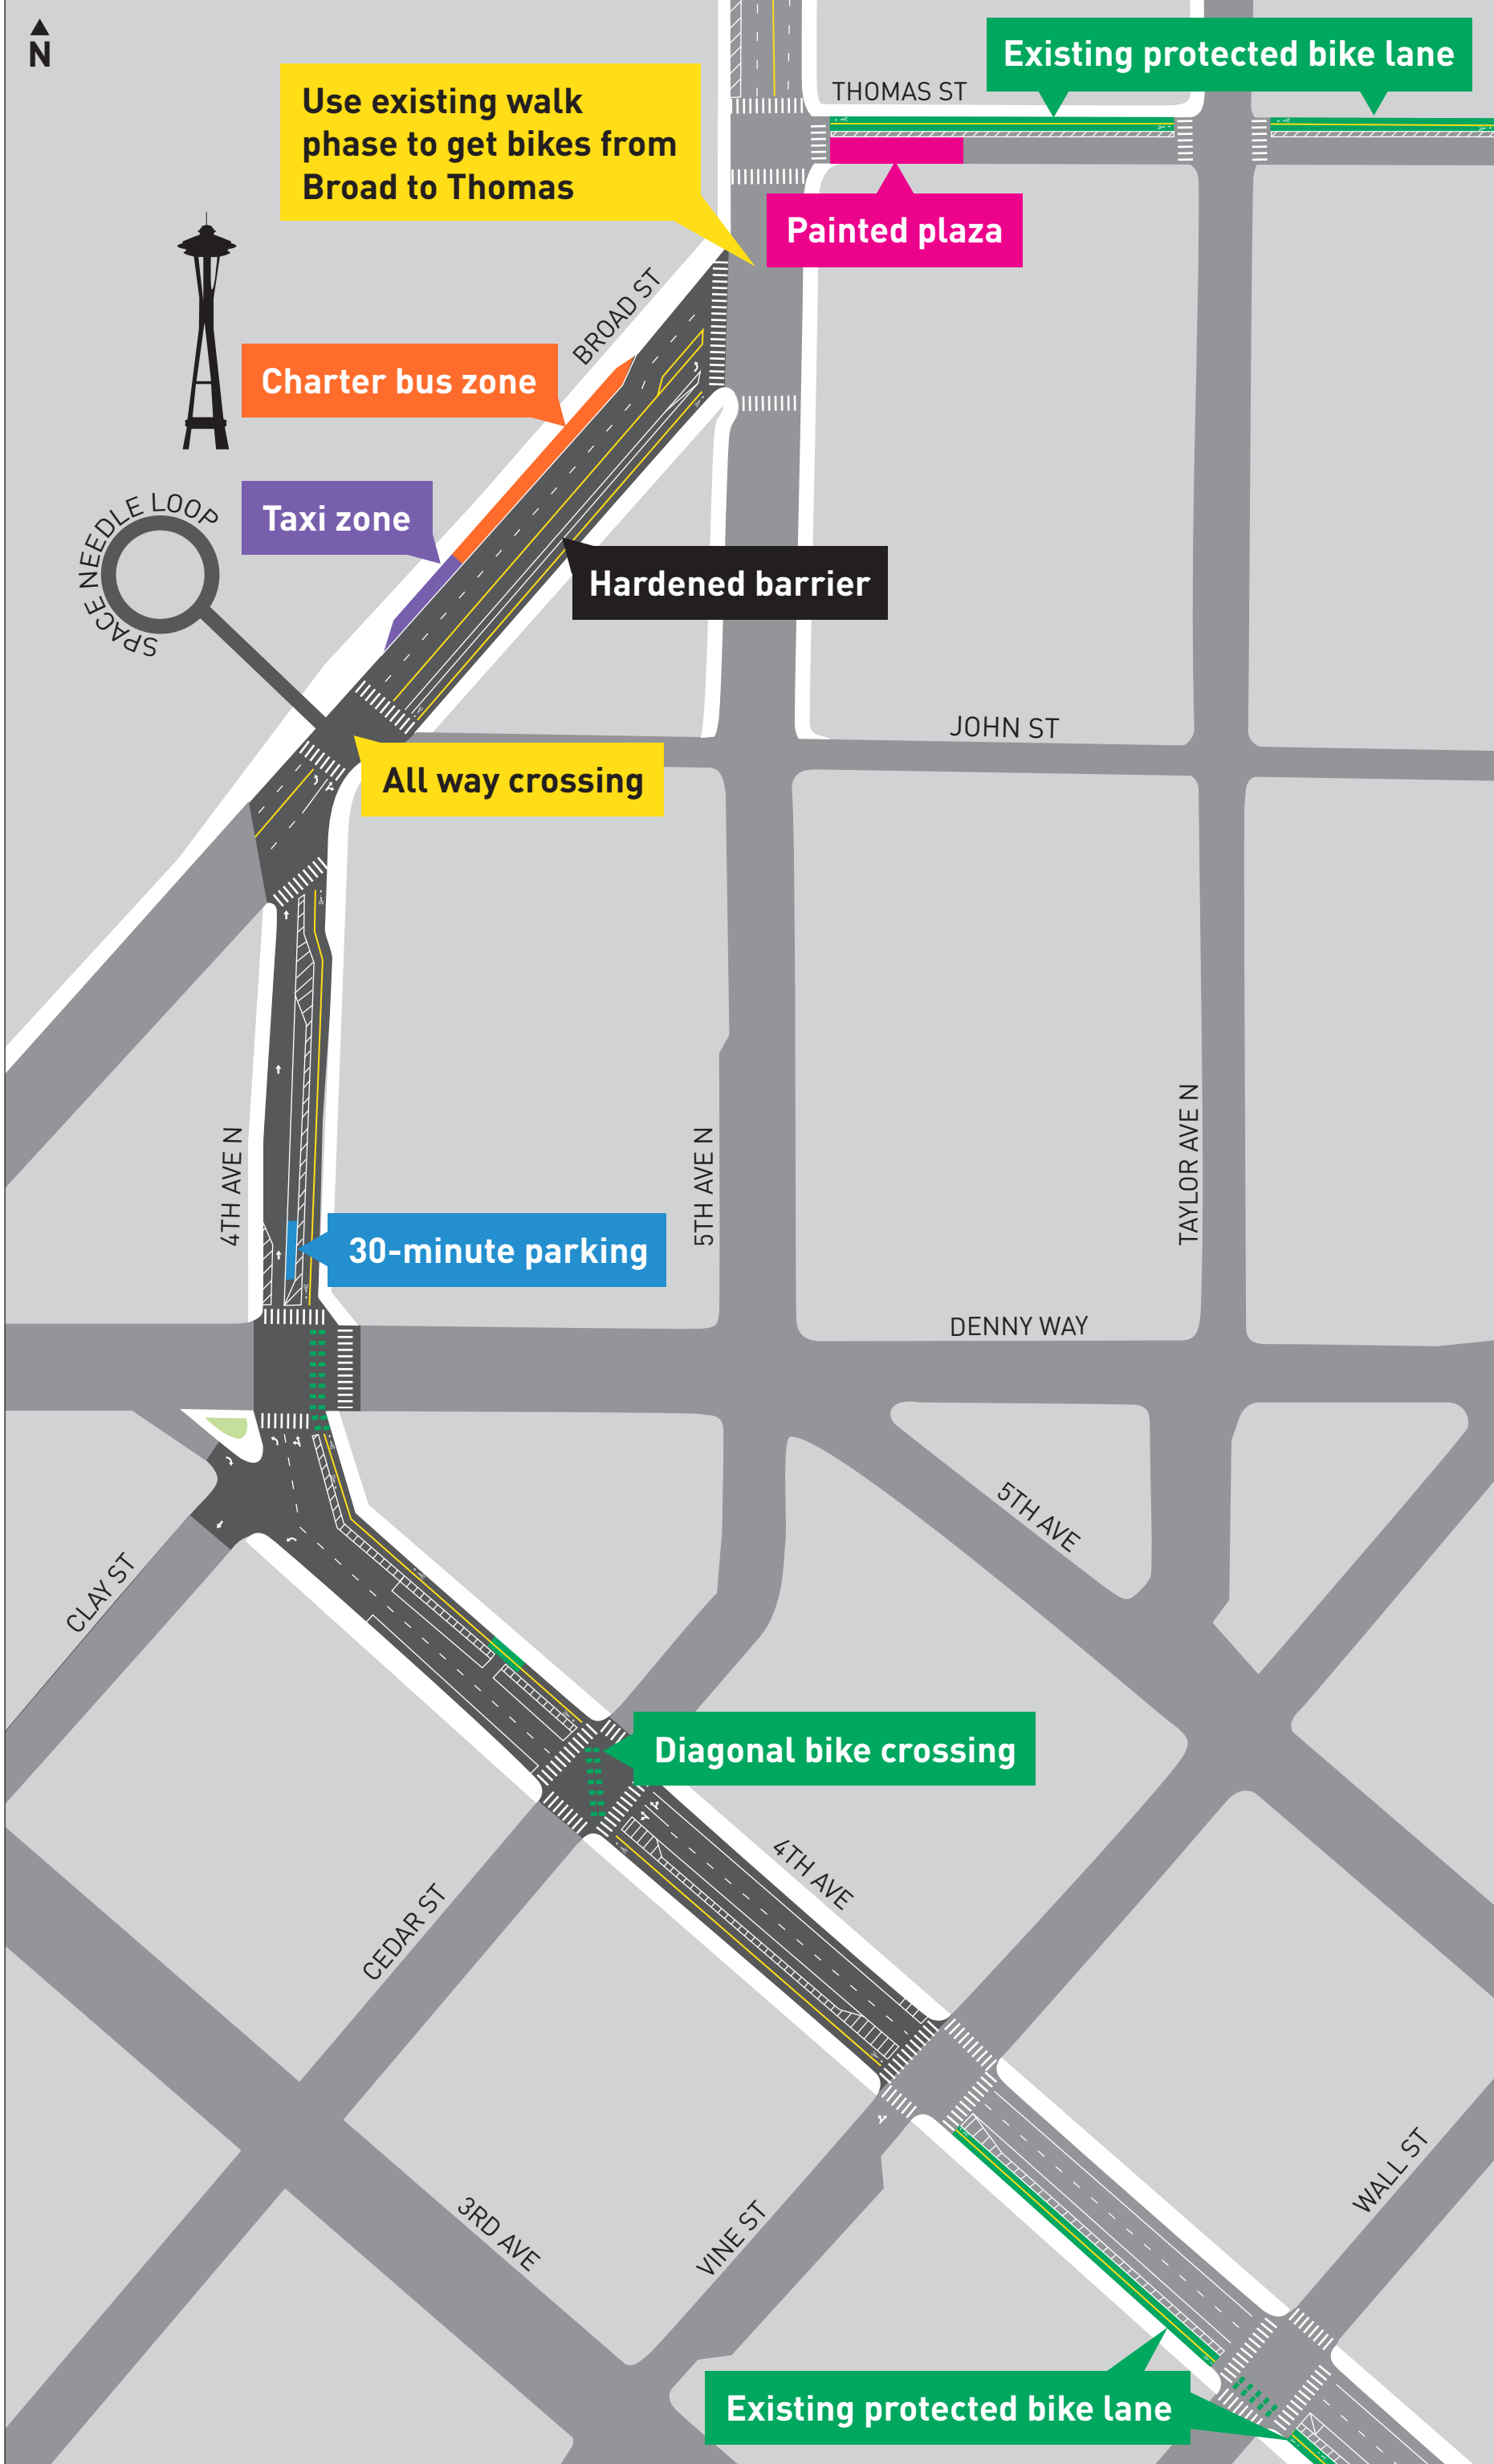 N
Existing protected bike lane
THOMAS ST
Use existing walk
phase to get bikes from
Broad to Thomas
Painted plaza
BROAD ST
Charter bus zone
Taxi zone
SPACE NEEDLE LOOP
Hardened barrier
JOHN ST
All way crossing
4TH AVE N
5TH AVE N
TAYLOR AVE N
30-minute parking
DENNY WAY
5TH AVE
CLAY ST
Diagonal bike crossing
4TH AVE
CEDAR ST
3RD AVE
VINE ST
WALL ST
Existing protected bike lane